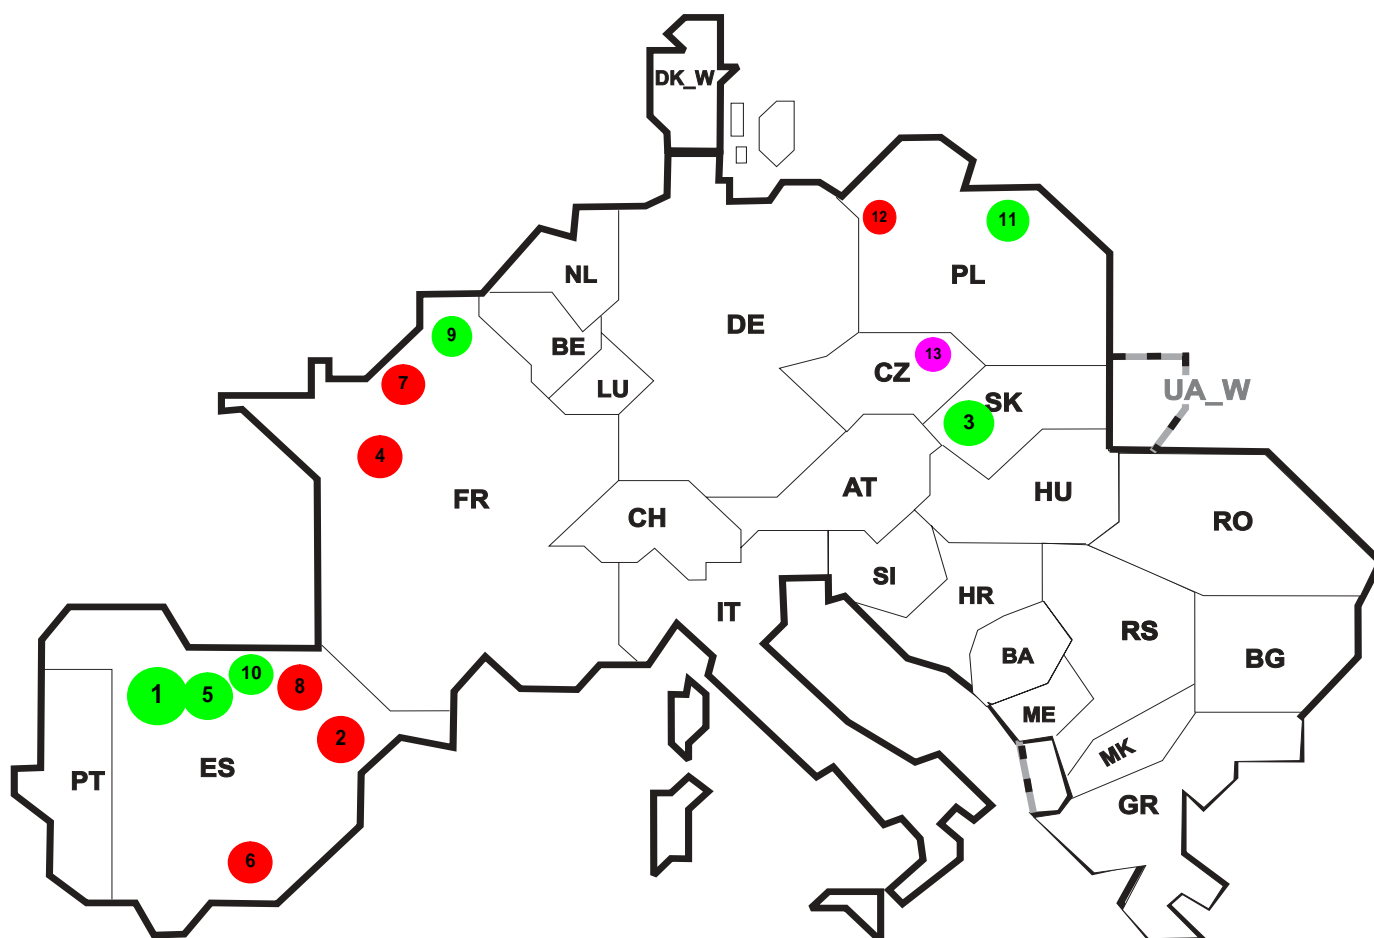 DK_W
12
11
NL
PL
DE
9
BE
13
CZ
7
LU
UA_W
SK
3
4
AT
HU
FR
CH
RO
SI
HR
IT
RS
BA
BG
10
8
1
5
ME
2
MK
ES
PT
GR
6